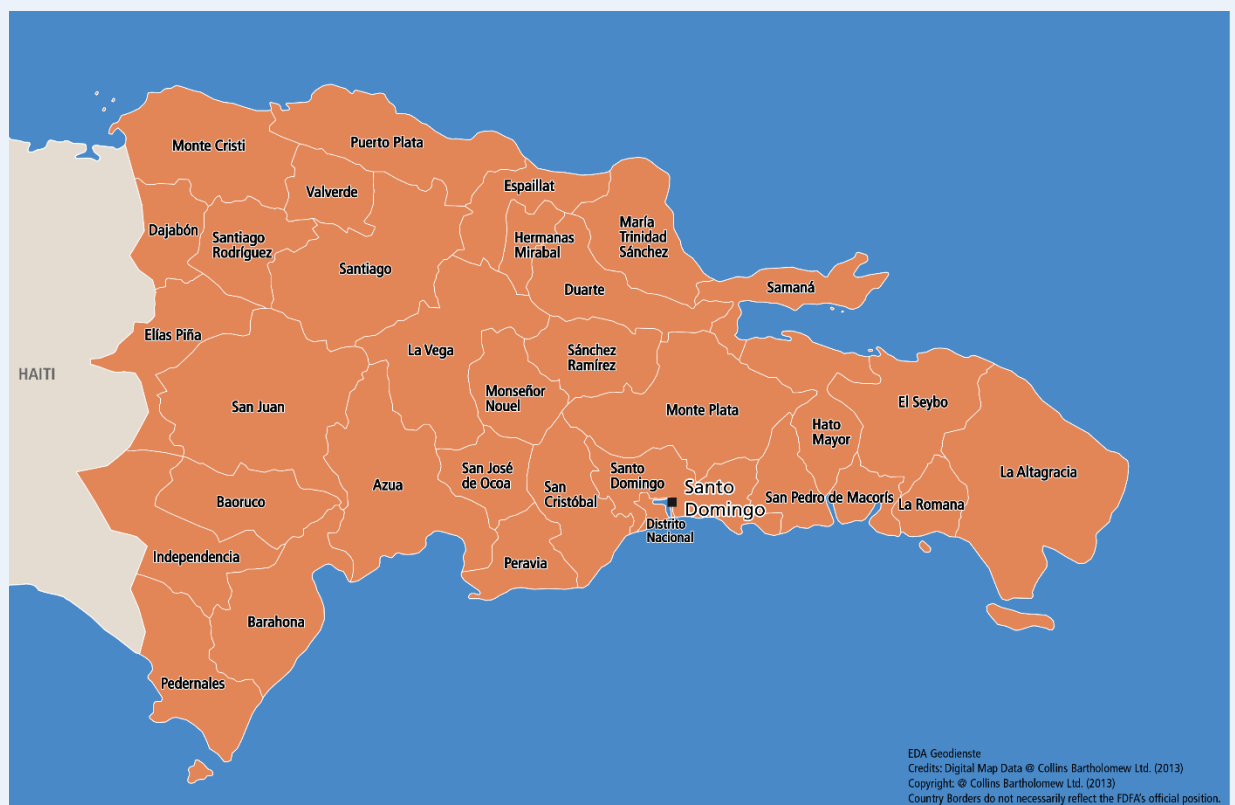 Monte Cristi
Puerto Plata
Valverde
Espaillat
Dajabón
Santiago
Rodríguez
Hermanas
Mirabal
María
Trinidad
Sánchez
Santiago
Duarte
Samaná
Elías Piña
La Vega
Sánchez
Ramírez
HAITI
San Juan
Monseñor
Nouel
Monte Plata
El Seybo
Hato
Mayor
La Altagracia
Baoruco
Azua
San José
de Ocoa
San
Cristóbal
Santo
Domingo
Santo
Domingo
San Pedro de Macorís
La Romana
Distrito
Nacional
Independencia
Peravia
Barahona
Pedernales
EDA Geodienste
Credits: Digital Map Data @ Collins Bartholomew Ltd. (2013)
Copyright: @ Collins Bartholomew Ltd. (2013)
Country Borders do not necessarily reflect the FDFA's official position.